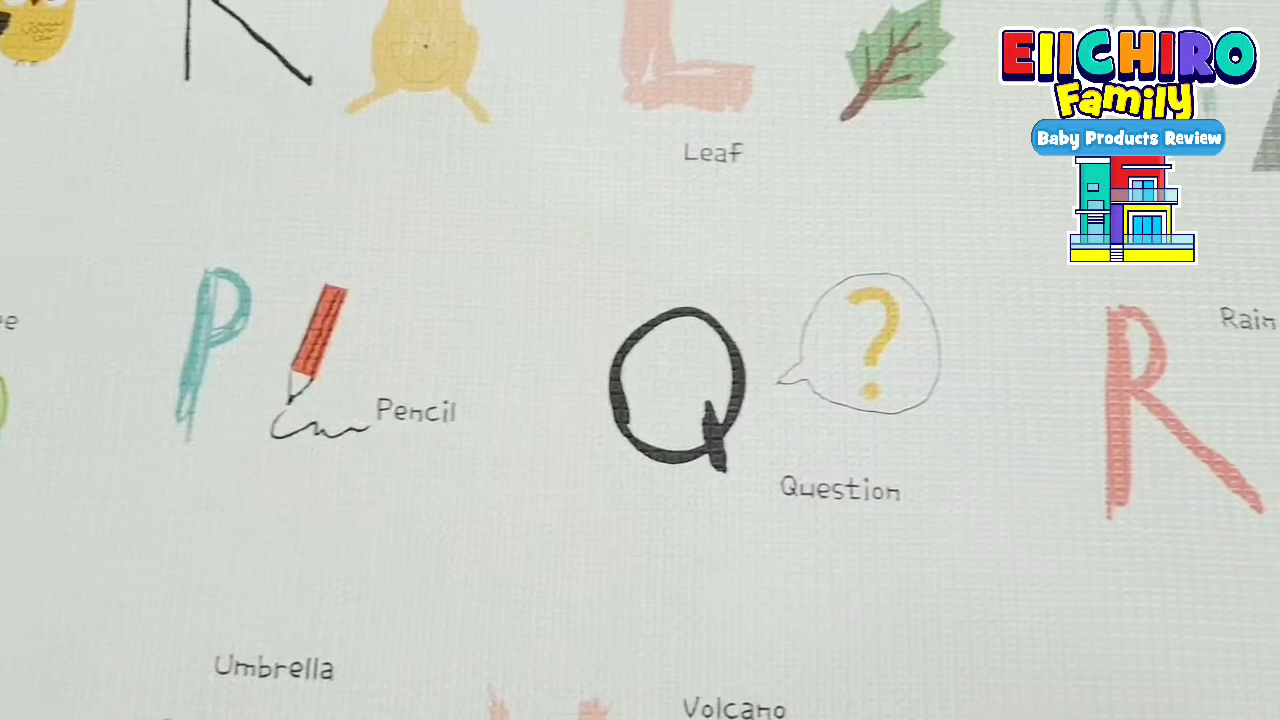 K
L
Leaf
EIICHIRO
Family
Baby Products Review
P
Pencil
Q
?
Question
R
Rain
Umbrella
Volcano